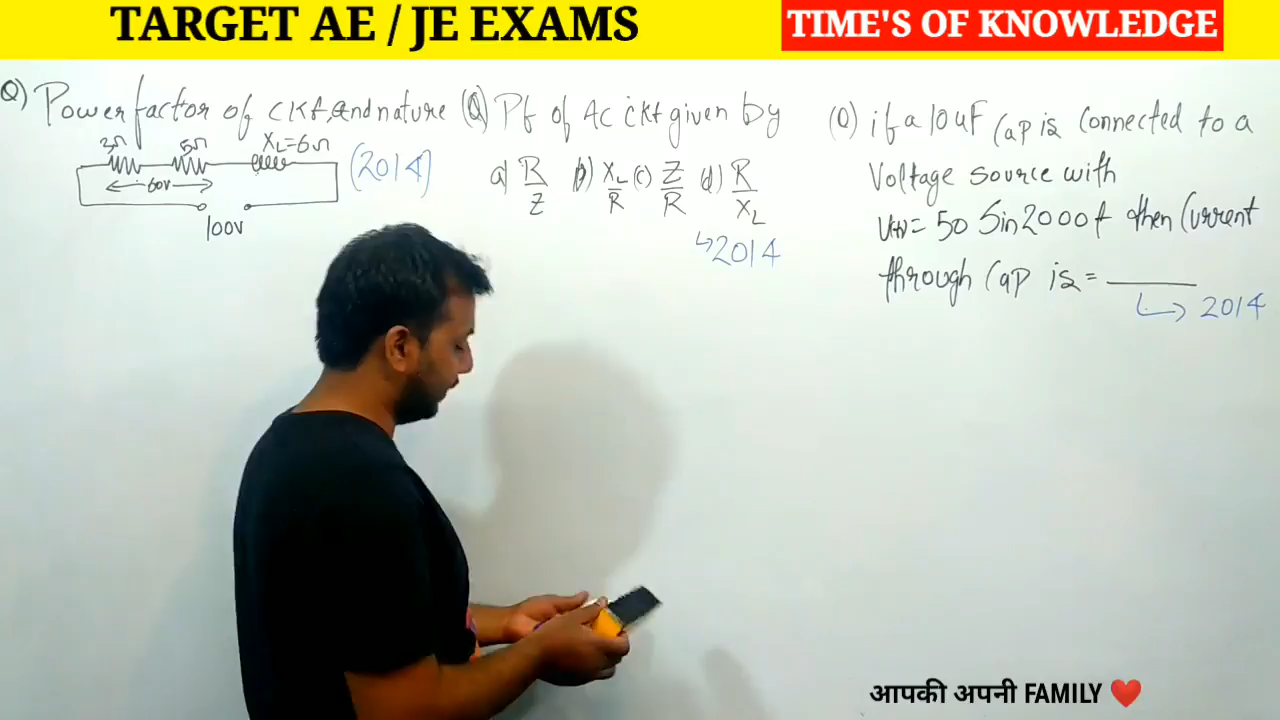 TARGET AE / JE EXAMS
TIME'S OF KNOWLEDGE
Q) Power factor of ckt, and nature
3Ω 5Ω XL=6Ω
60V
100V
(2014)
Q) Pf of Ac ckt given by
a) R/Z b) XL/R (c) Z/R d) R/XL
↳2014
(Q) if a 10uF Cap is Connected to a
Voltage source with
V(t) = 50 Sin2000t then Current
through Cap is = ______
↳ 2014
आपकी अपनी FAMILY ❤️